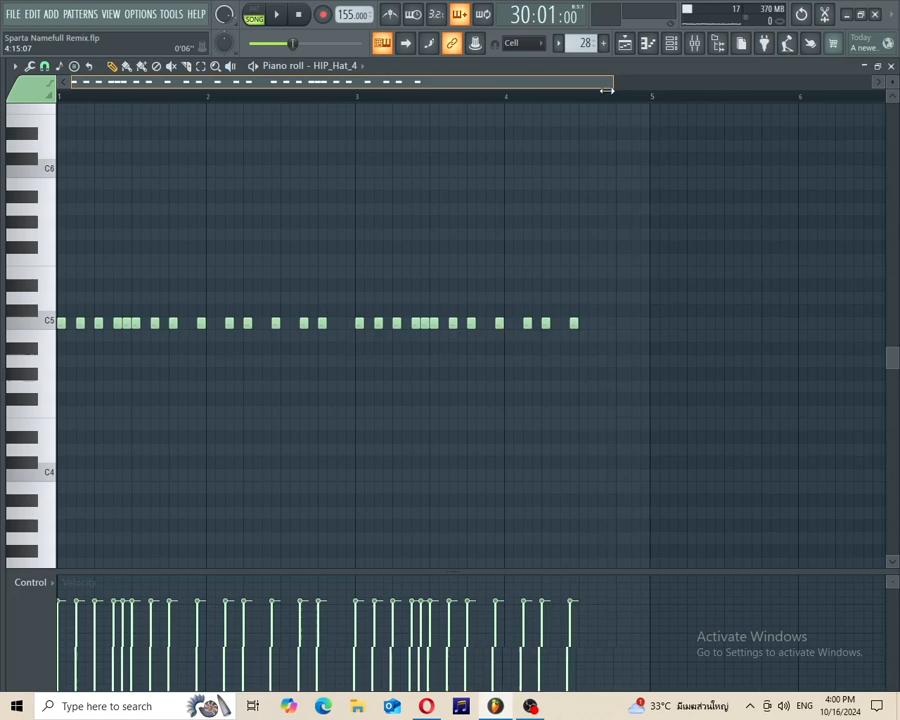 FILE EDIT ADD PATTERNS VIEW OPTIONS TOOLS HELP
PAT
SONG
155.000
3.2:
30:01:00
B:S:T
17
370 MB
0
Sparta Namefull Remix.flp
4:15:07
0'06"
Cell
28
Today
A newe..
Piano roll - HIP_Hat_4
1
2
3
4
5
6
C6
C5
C4
Control
Velocity
Activate Windows
Go to Settings to activate Windows.
Type here to search
33°C
มีเมฆส่วนใหญ่
ENG
4:00 PM
10/16/2024